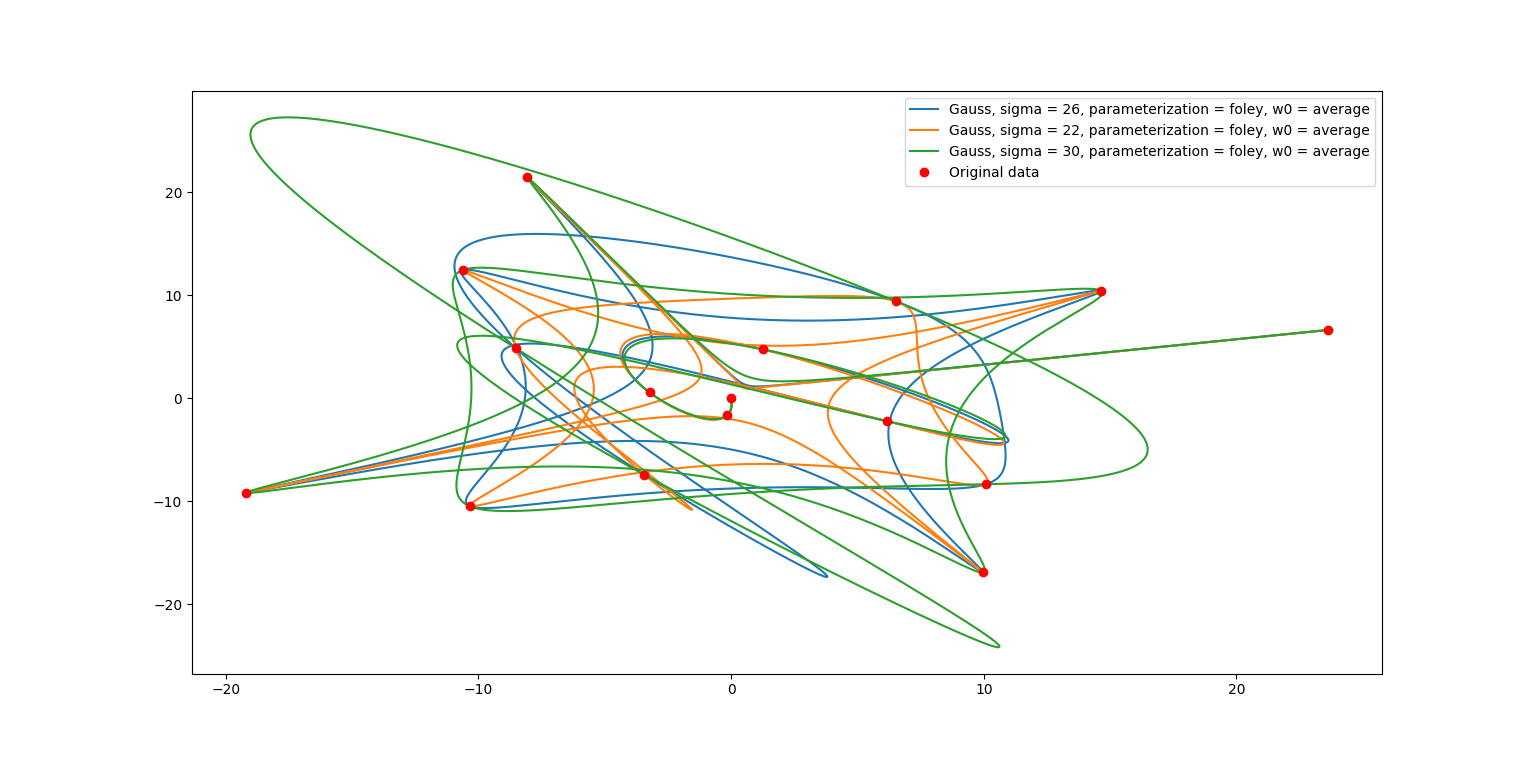 Gauss, sigma = 26, parameterization = foley, w0 = average
Gauss, sigma = 22, parameterization = foley, w0 = average
Gauss, sigma = 30, parameterization = foley, w0 = average
Original data
20
10
0
−10
−20
−20 −10 0 10 20